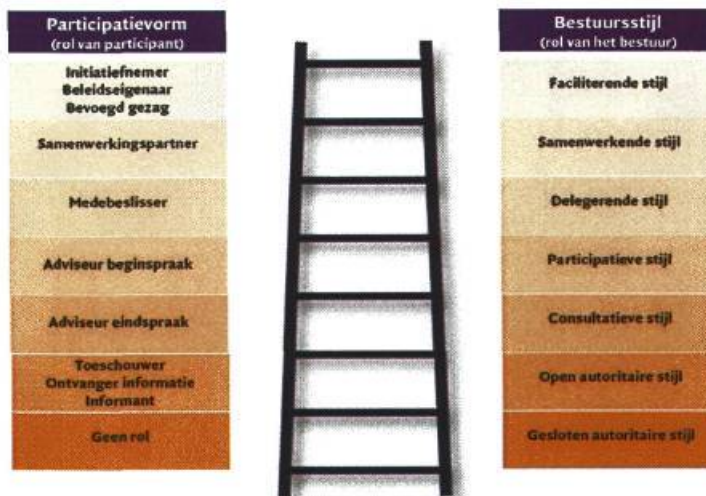 Participatievorm
(rol van participant)
Initiatiefnemer
Beleidseigenaar
Bevoegd gezag
Samenwerkingspartner
Medebeslisser
Adviseur beginspraak
Adviseur eindspraak
Toeschouwer
Ontvanger informatie
Informant
Geen rol
Bestuursstijl
(rol van het bestuur)
Faciliterende stijl
Samenwerkende stijl
Delegerende stijl
Participatieve stijl
Consultatieve stijl
Open autoritaire stijl
Gesloten autoritaire stijl